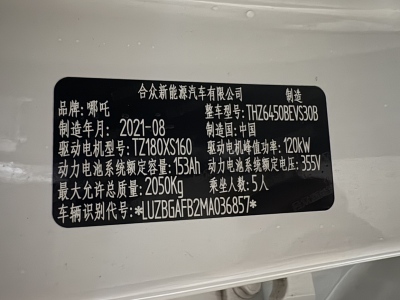 合众新能源汽车有限公司 制造
品牌: 哪吒 整车型号: THZ6450BEVS30B
制造年月: 2021-08 制造国: 中国
驱动电机型号: TZ180XS160 驱动电机峰值功率: 120kW
动力电池系统额定容量: 153Ah 动力电池系统额定电压: 355V
最大允许总质量: 2050Kg 乘坐人数: 5人
车辆识别代号: *LUZBGAFB2MA036857*